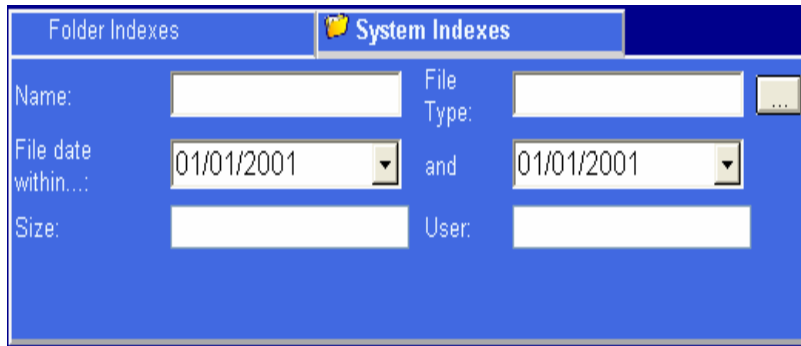 Folder Indexes System Indexes
Name: File Type: ...
File date within...: 01/01/2001 and 01/01/2001
Size: User: